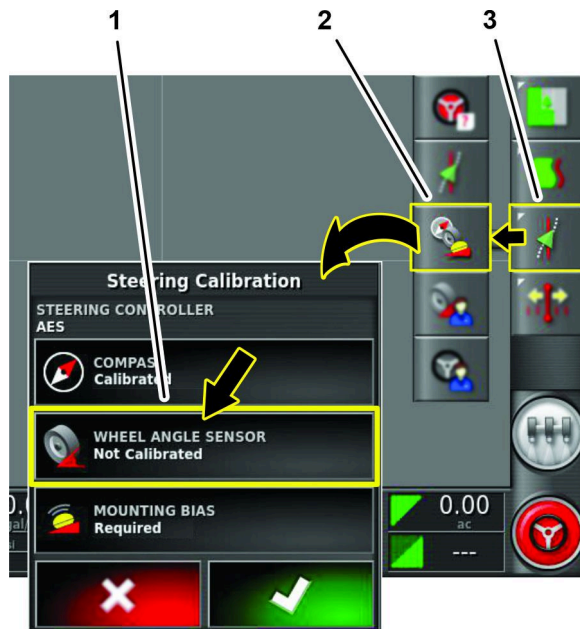 1
2
3
Steering Calibration
STEERING CONTROLLER
AES
COMPASS
Calibrated
WHEEL ANGLE SENSOR
Not Calibrated
MOUNTING BIAS
Required
0.00
ac
---
?